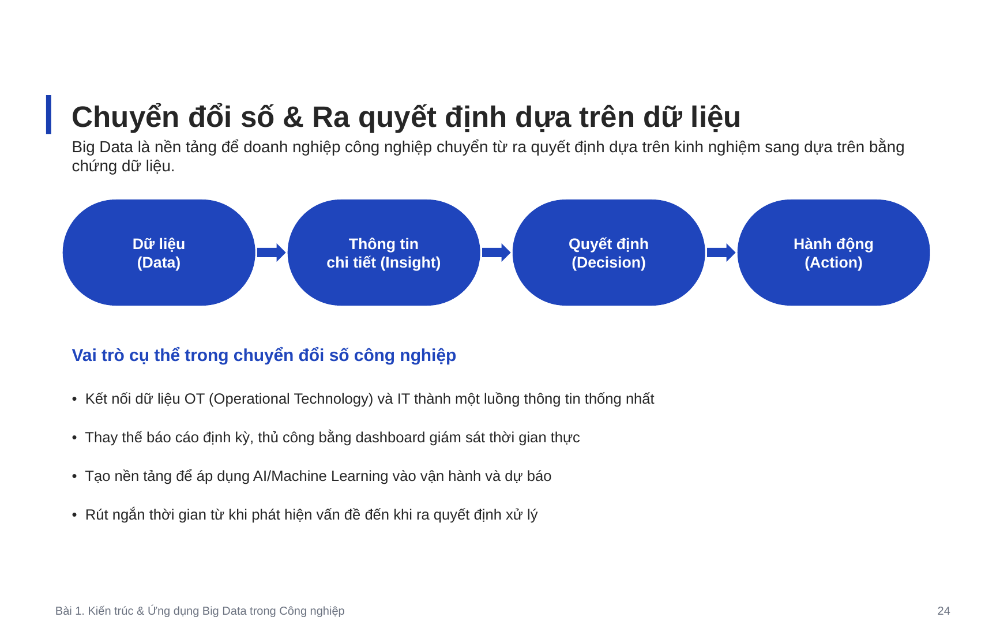 Chuyển đổi số & Ra quyết định dựa trên dữ liệu
Big Data là nền tảng để doanh nghiệp công nghiệp chuyển từ ra quyết định dựa trên kinh nghiệm sang dựa trên bằng
chứng dữ liệu.
Dữ liệu
(Data)
Thông tin
chi tiết (Insight)
Quyết định
(Decision)
Hành động
(Action)
Vai trò cụ thể trong chuyển đổi số công nghiệp
• Kết nối dữ liệu OT (Operational Technology) và IT thành một luồng thông tin thống nhất
• Thay thế báo cáo định kỳ, thủ công bằng dashboard giám sát thời gian thực
• Tạo nền tảng để áp dụng AI/Machine Learning vào vận hành và dự báo
• Rút ngắn thời gian từ khi phát hiện vấn đề đến khi ra quyết định xử lý
Bài 1. Kiến trúc & Ứng dụng Big Data trong Công nghiệp
24